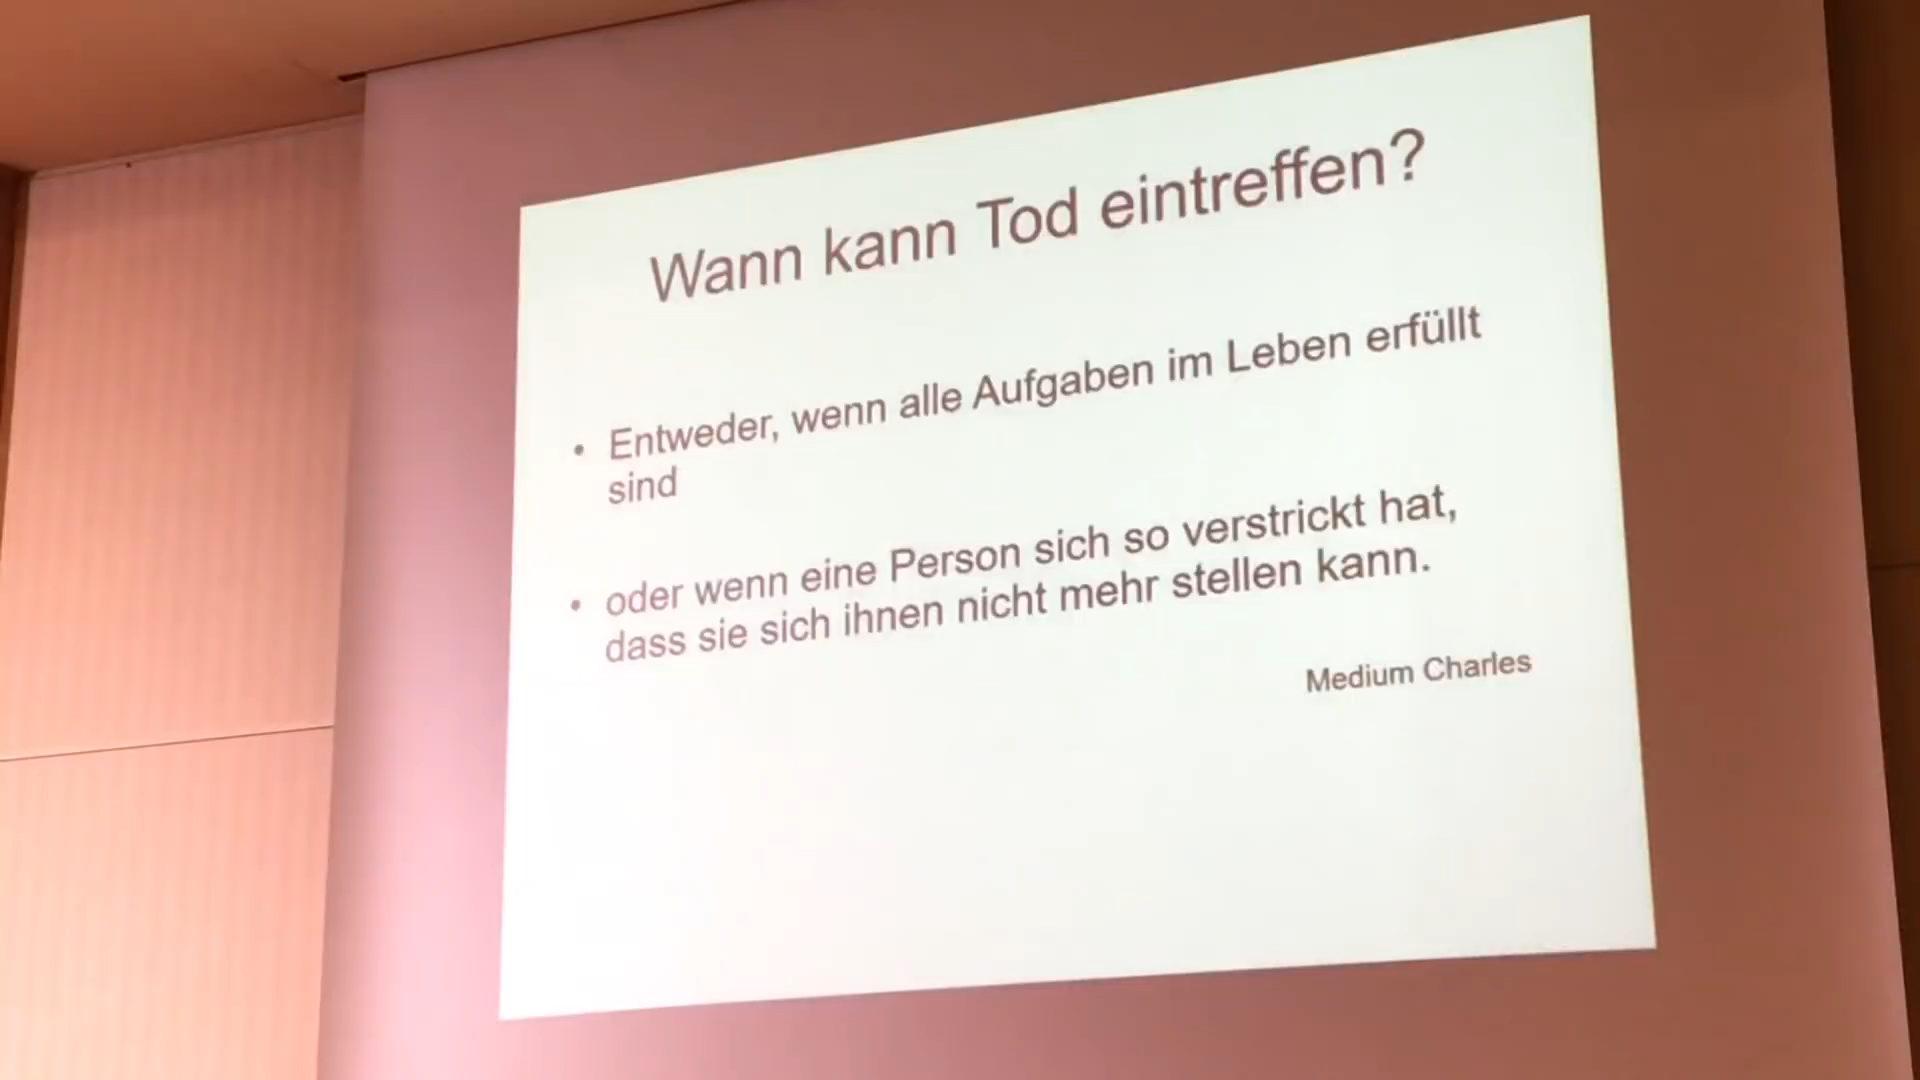 Wann kann Tod eintreffen?
• Entweder, wenn alle Aufgaben im Leben erfüllt
sind
• oder wenn eine Person sich so verstrickt hat,
dass sie sich ihnen nicht mehr stellen kann.
Medium Charles